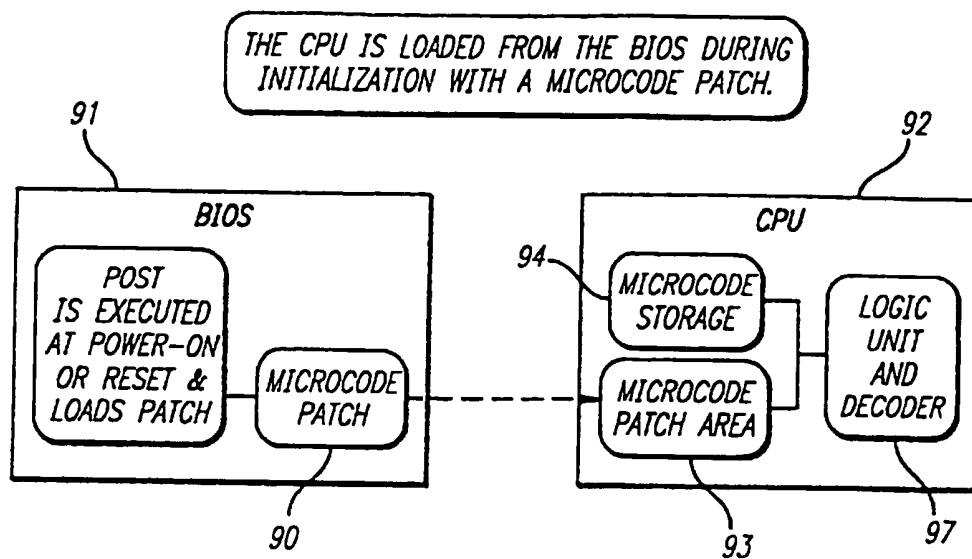 THE CPU IS LOADED FROM THE BIOS DURING
INITIALIZATION WITH A MICROCODE PATCH.
91
92
BIOS
POST
IS EXECUTED
AT POWER-ON
OR RESET &
LOADS PATCH
MICROCODE
PATCH
90
CPU
94
MICROCODE
STORAGE
MICROCODE
PATCH AREA
93
LOGIC
UNIT
AND
DECODER
97